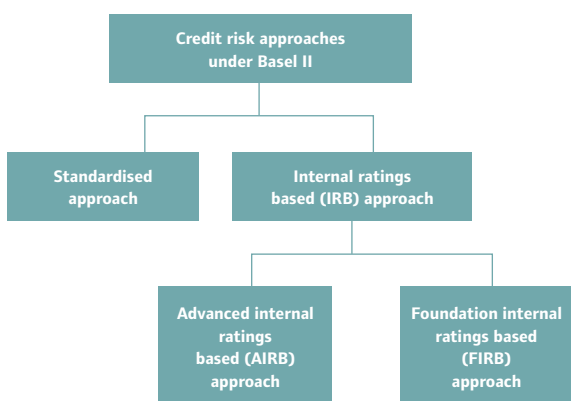 Credit risk approaches
under Basel II
Standardised
approach
Internal ratings
based (IRB) approach
Advanced internal
ratings
based (AIRB)
approach
Foundation internal
ratings based
(FIRB)
approach